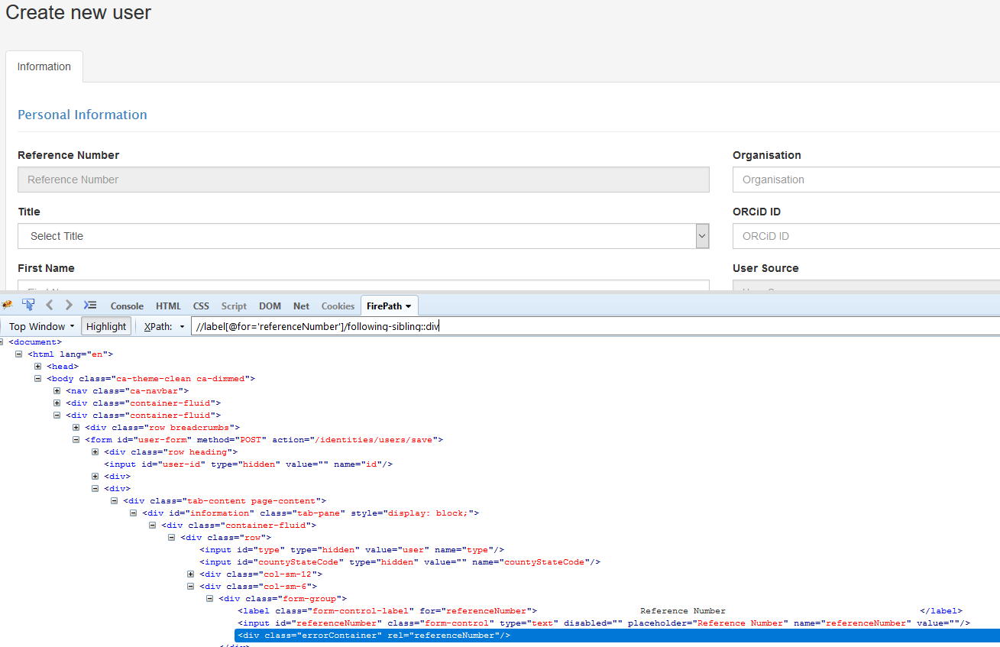 Create new user
Information
Personal Information
Reference Number Organisation
Reference Number Organisation
Title ORCiD ID
Select Title ORCiD ID
First Name User Source
Console HTML CSS Script DOM Net Cookies FirePath
Top Window Highlight XPath: //label[@for='referenceNumber']/following-sibling::div
<document>
<html lang="en">
<head>
<body class="ca-theme-clean ca-dimmed">
<nav class="ca-navbar">
<div class="container-fluid">
<div class="container-fluid">
<div class="row breadcrumbs">
<form id="user-form" method="POST" action="/identities/users/save">
<div class="row heading">
<input id="user-id" type="hidden" value="" name="id"/>
<div>
<div>
<div class="tab-content page-content">
<div id="information" class="tab-pane" style="display: block;">
<div class="container-fluid">
<div class="row">
<input id="type" type="hidden" value="user" name="type"/>
<input id="countyStateCode" type="hidden" value="" name="countyStateCode"/>
<div class="col-sm-12">
<div class="col-sm-6">
<div class="form-group">
<label class="form-control-label" for="referenceNumber"> Reference Number </label>
<input id="referenceNumber" class="form-control" type="text" disabled="" placeholder="Reference Number" name="referenceNumber" value=""/>
<div class="errorContainer" rel="referenceNumber"/>